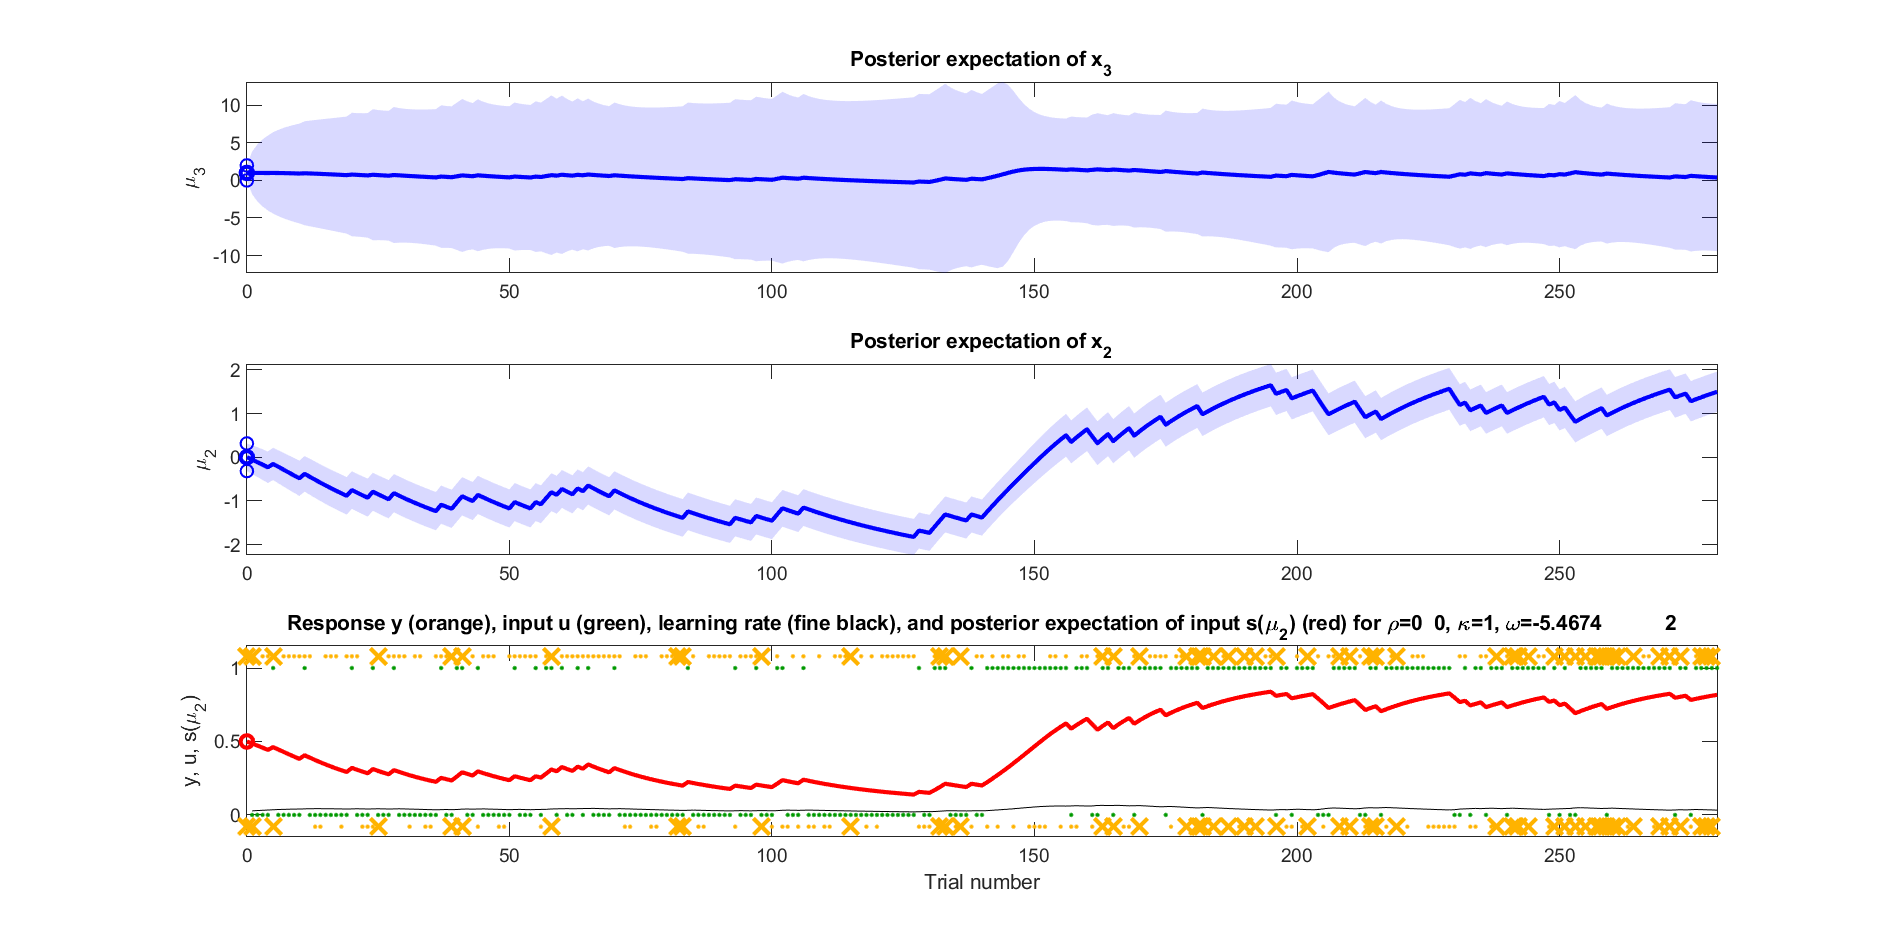 Posterior expectation of x₃
μ₃
10
5
0
-5
-10
0 50 100 150 200 250
Posterior expectation of x₂
μ₂
2
1
0
-1
-2
0 50 100 150 200 250
Response y (orange), input u (green), learning rate (fine black), and posterior expectation of input s(μ₂) (red) for ρ=0 0, κ=1, ω=-5.4674 2
y, u, s(μ₂)
1
0.5
0
0 50 100 150 200 250
Trial number